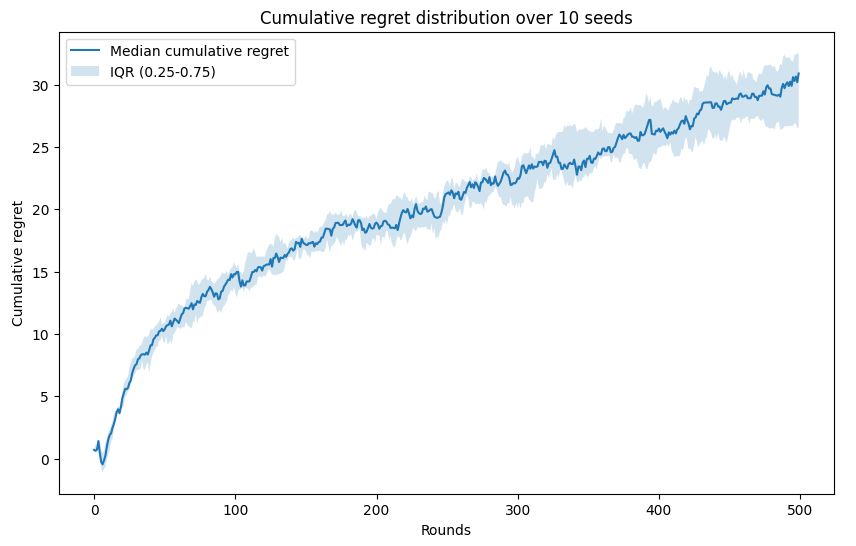 Cumulative regret distribution over 10 seeds
Median cumulative regret
IQR (0.25-0.75)
Cumulative regret
30
25
20
15
10
5
0
0 100 200 300 400 500
Rounds